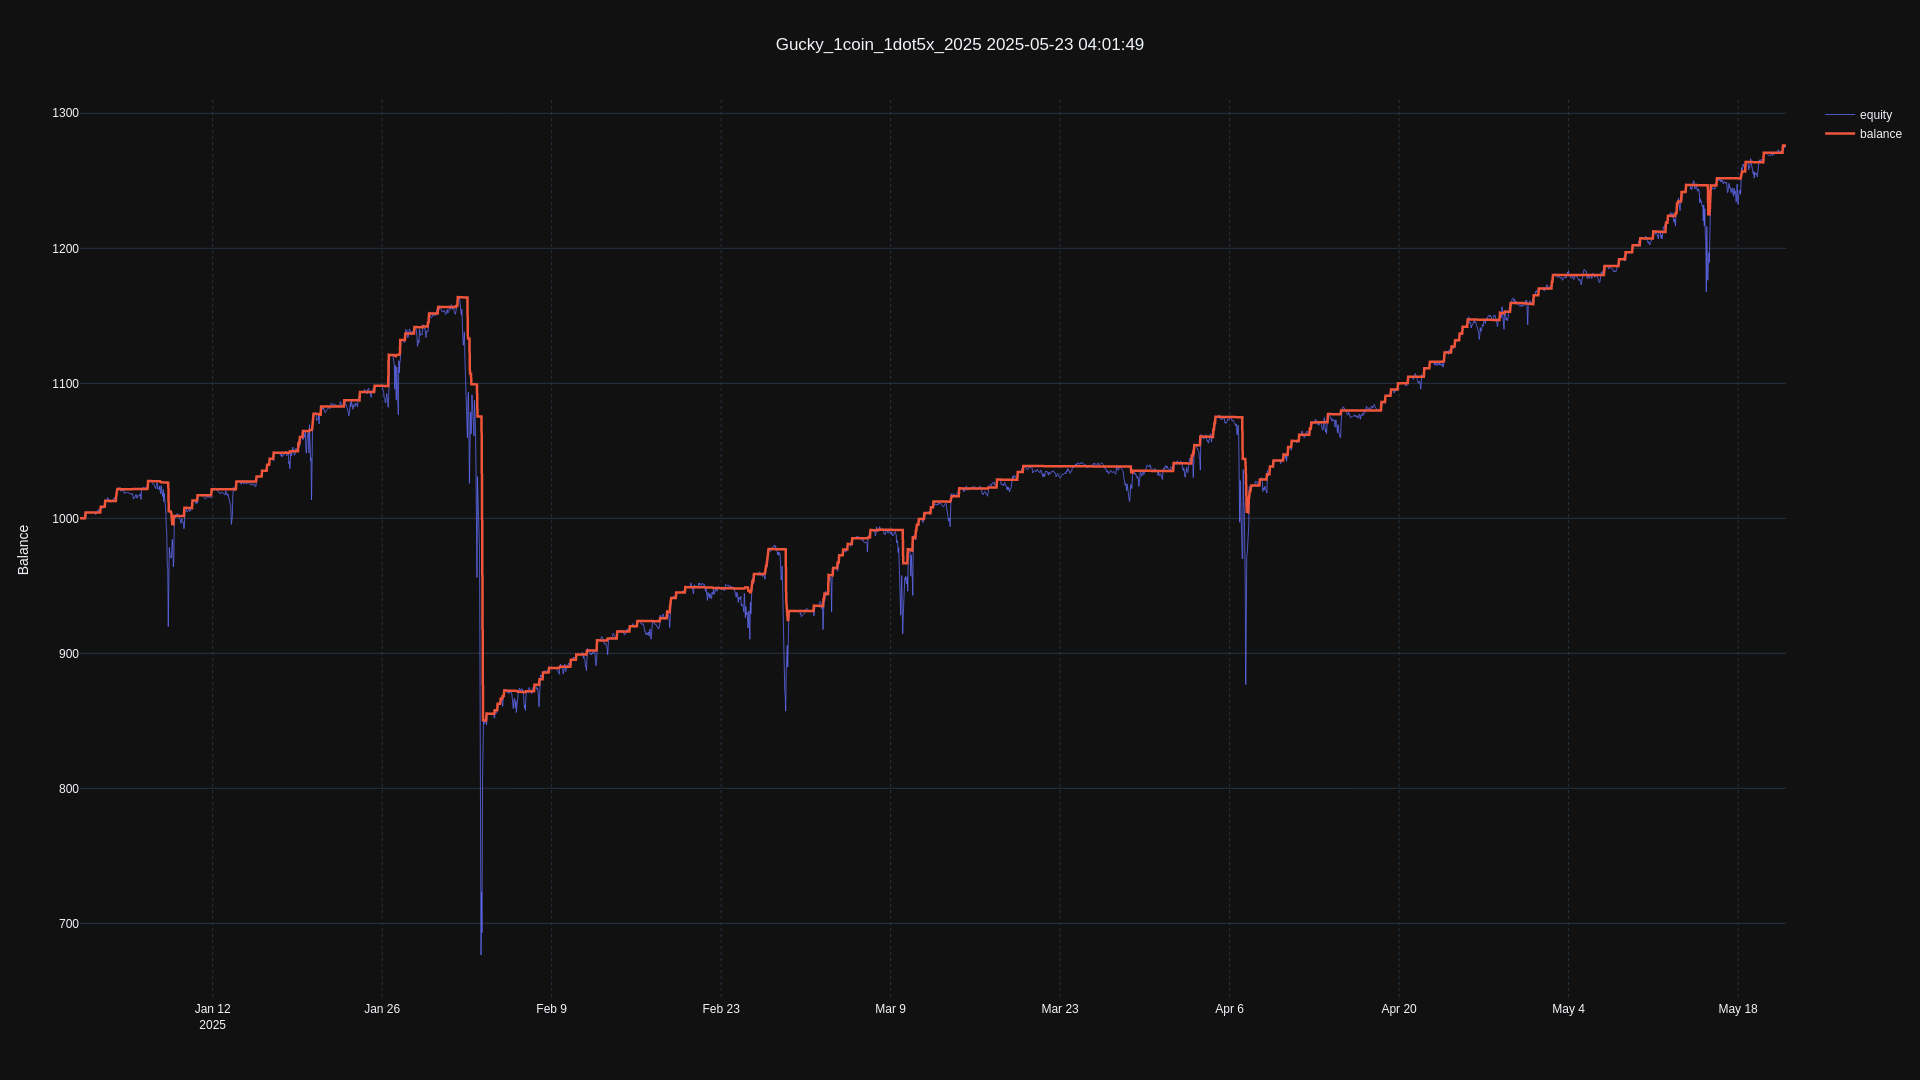 Gucky_1coin_1dot5x_2025 2025-05-23 04:01:49
equity
balance
1300
1200
1100
1000
900
800
700
Balance
Jan 12
2025
Jan 26
Feb 9
Feb 23
Mar 9
Mar 23
Apr 6
Apr 20
May 4
May 18